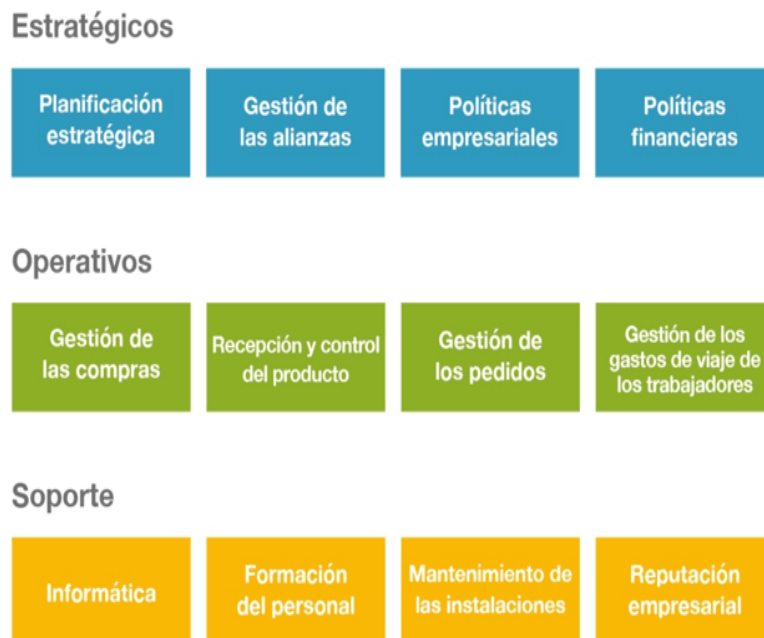 Estratégicos
Planificación
estratégica
Gestión de
las alianzas
Políticas
empresariales
Políticas
financieras
Operativos
Gestión de
las compras
Recepción y control
del producto
Gestión de
los pedidos
Gestión de los
gastos de viaje de
los trabajadores
Soporte
Informática
Formación
del personal
Mantenimiento de
las instalaciones
Reputación
empresarial